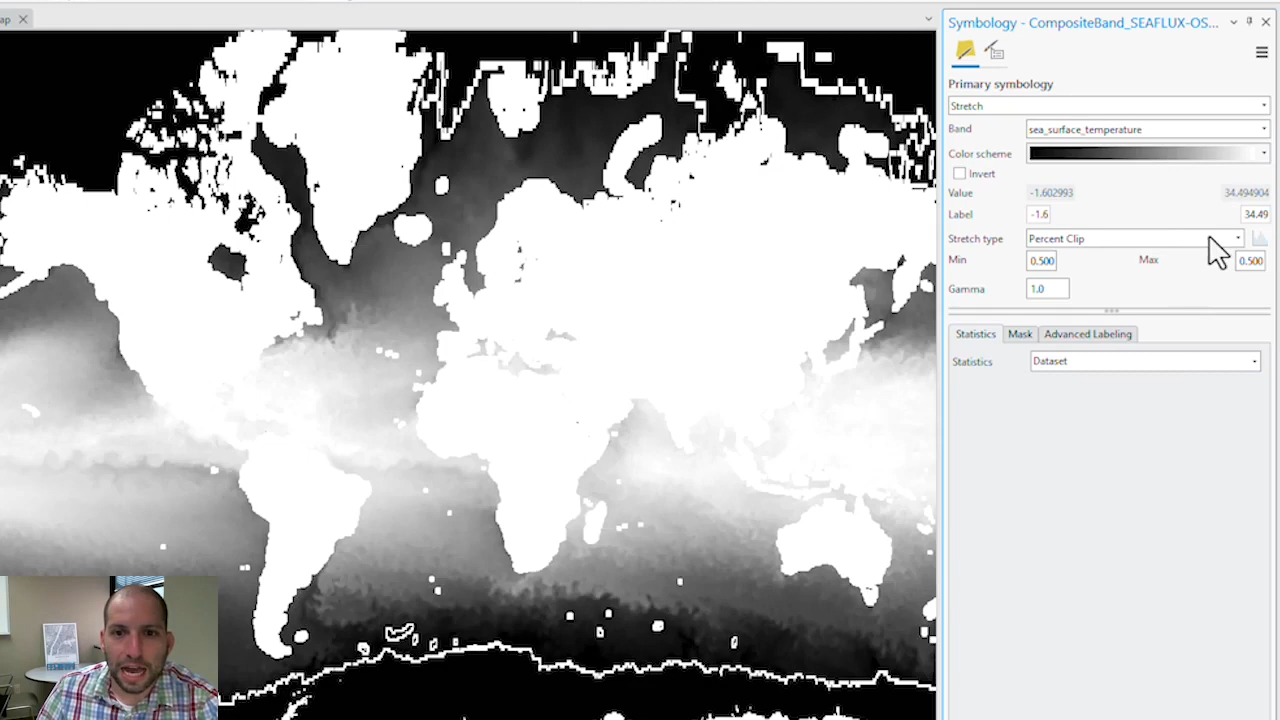 ap
Symbology - CompositeBand_SEAFLUX-OS...
Primary symbology
Stretch
Band sea_surface_temperature
Color scheme
Invert
Value -1.602993 34.494904
Label -1.6 34.49
Stretch type Percent Clip
Min 0.500 Max 0.500
Gamma 1.0
Statistics Mask Advanced Labeling
Statistics Dataset